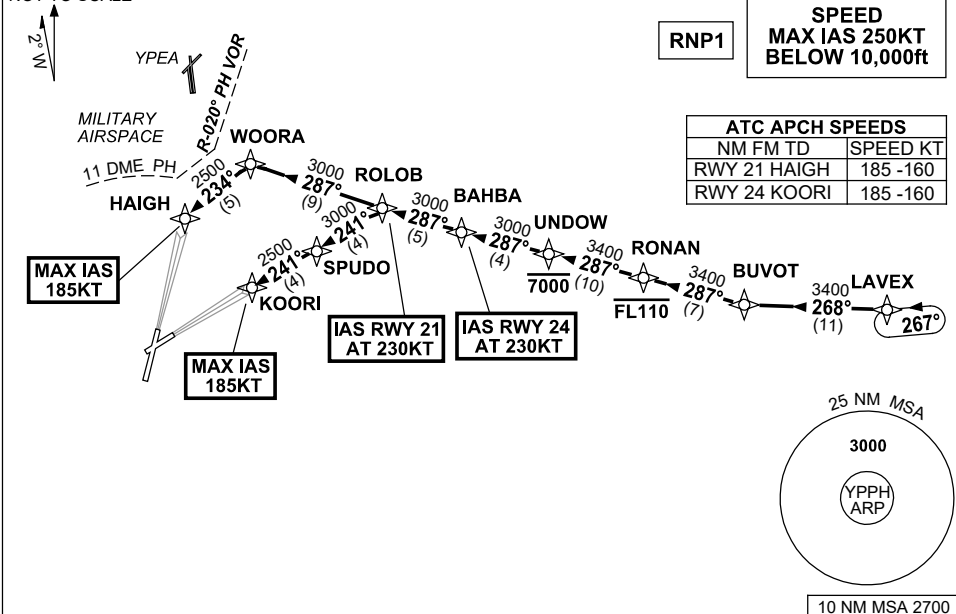 NOT TO SCALE
2° W
YPEA
R-020° PH VOR
MILITARY
AIRSPACE
11 DME PH
RNP1
SPEED
MAX IAS 250KT
BELOW 10,000ft
ATC APCH SPEEDS
NM FM TD SPEED KT
RWY 21 HAIGH 185 -160
RWY 24 KOORI 185 -160
WOORA
2500
234°
(5)
HAIGH
MAX IAS
185KT
3000
287°
(9)
ROLOB
3000
241°
(4)
SPUDO
2500
241°
(4)
KOORI
MAX IAS
185KT
IAS RWY 21
AT 230KT
3000
287°
(5)
BAHBA
IAS RWY 24
AT 230KT
3000
287°
(4)
UNDOW
7000
3400
287°
(10)
RONAN
FL110
3400
287°
(7)
BUVOT
3400
268°
(11)
LAVEX
267°
25 NM MSA
3000
YPPH
ARP
10 NM MSA 2700